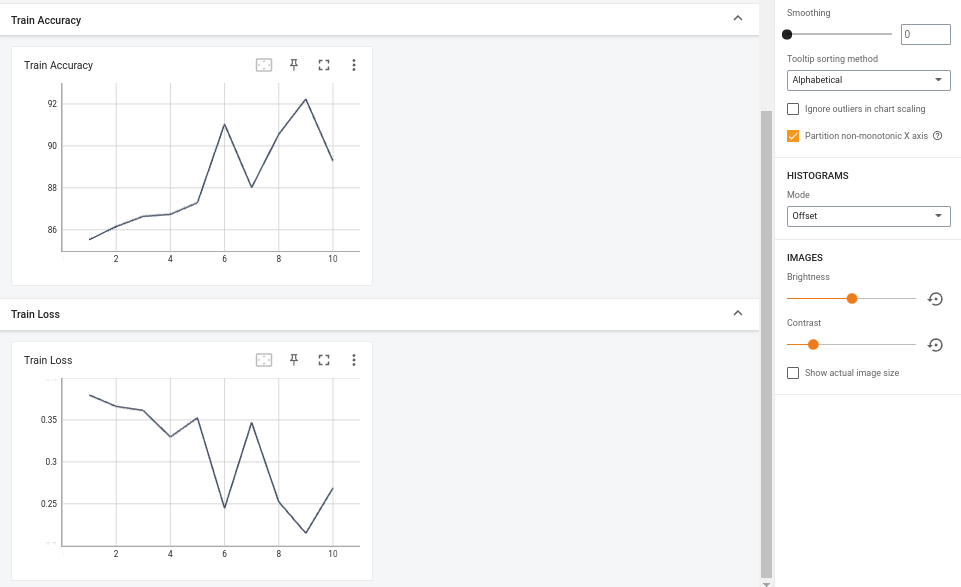 Train Accuracy
Train Accuracy
92
90
88
86
2 4 6 8 10
Train Loss
Train Loss
0.35
0.3
0.25
2 4 6 8 10
Smoothing
0
Tooltip sorting method
Alphabetical
Ignore outliers in chart scaling
Partition non-monotonic X axis
HISTOGRAMS
Mode
Offset
IMAGES
Brightness
Contrast
Show actual image size